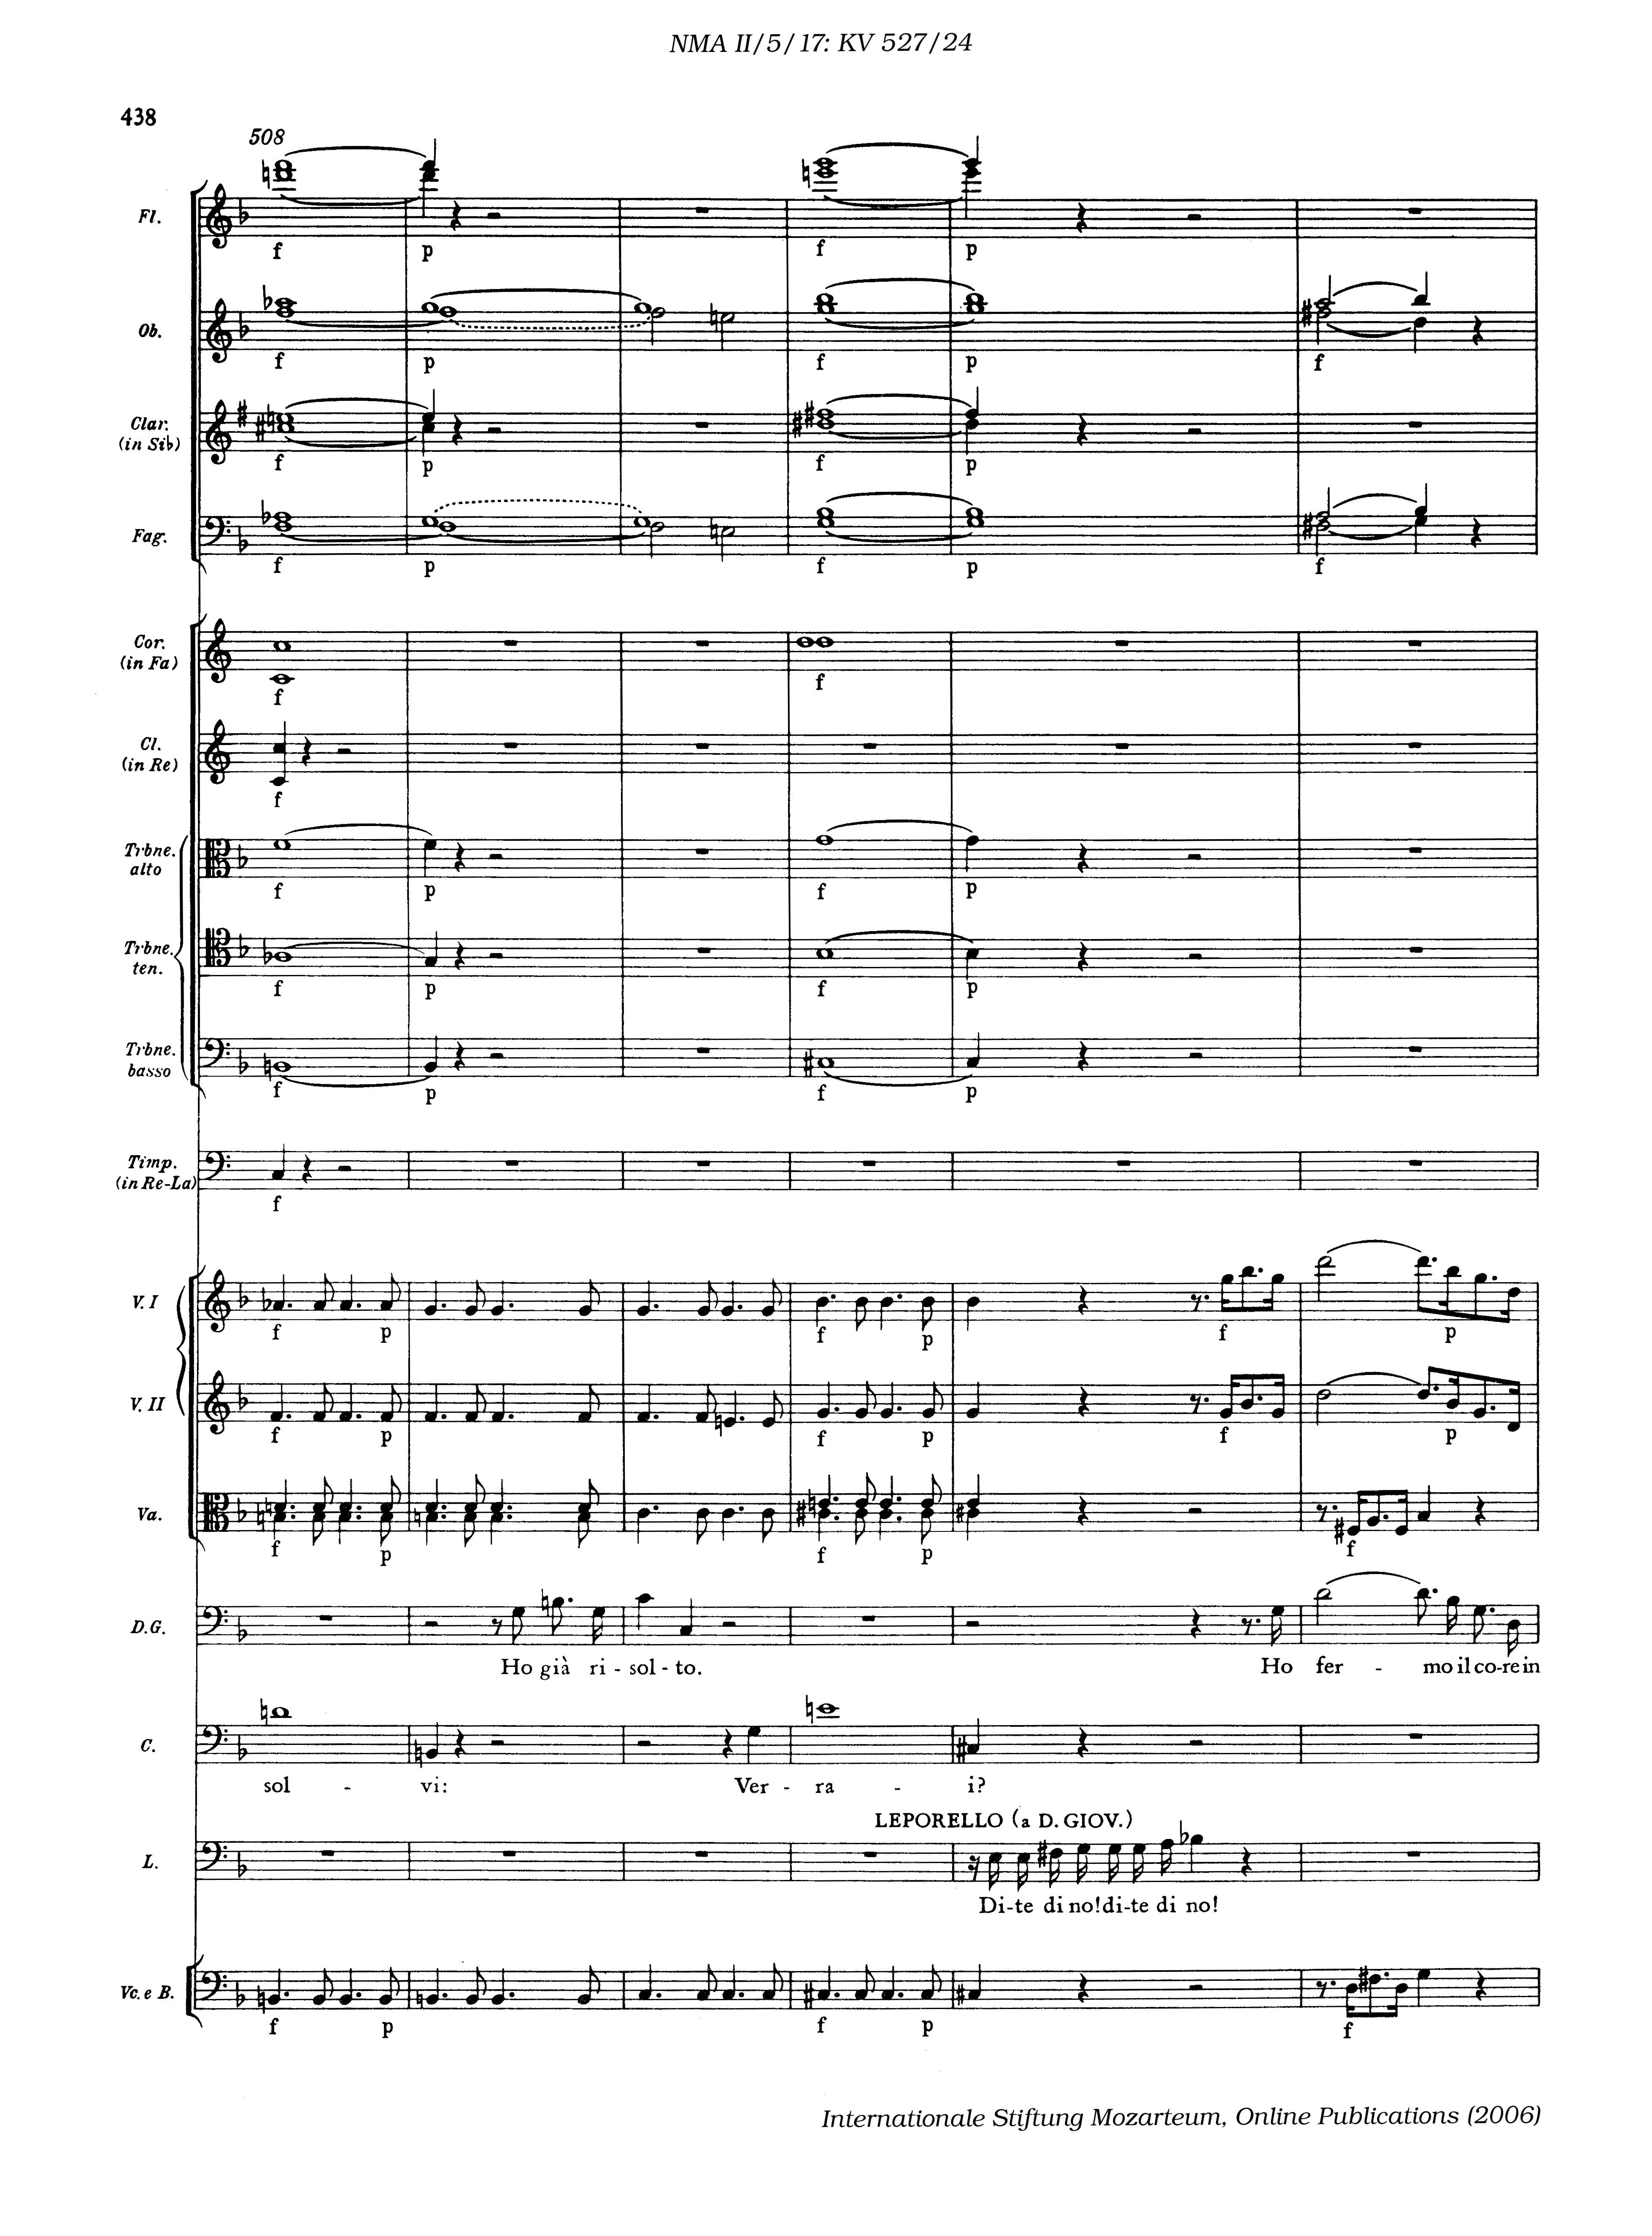 NMA II/5/17: KV 527/24
438
508
Fl.
f p f p
Ob.
f p f p f
Clar.
(in Si♭)
f p f p
Fag.
f p f p f
Cor.
(in Fa)
f f
Cl.
(in Re)
f
Trbne.
alto
f p f p
Trbne.
ten.
f p f p
Trbne.
basso
f p f p
Timp.
(in Re-La)
f
V. I
f p f p f p
V. II
f p f p f p
Va.
f p f p f
D.G.
Ho già ri - sol - to. Ho fer - mo il co-re in
C.
sol - vi: Ver - ra - i?
LEPORELLO (a D. GIOV.)
L.
Di-te di no! di-te di no!
Vc. e B.
f p f p f
Internationale Stiftung Mozarteum, Online Publications (2006)